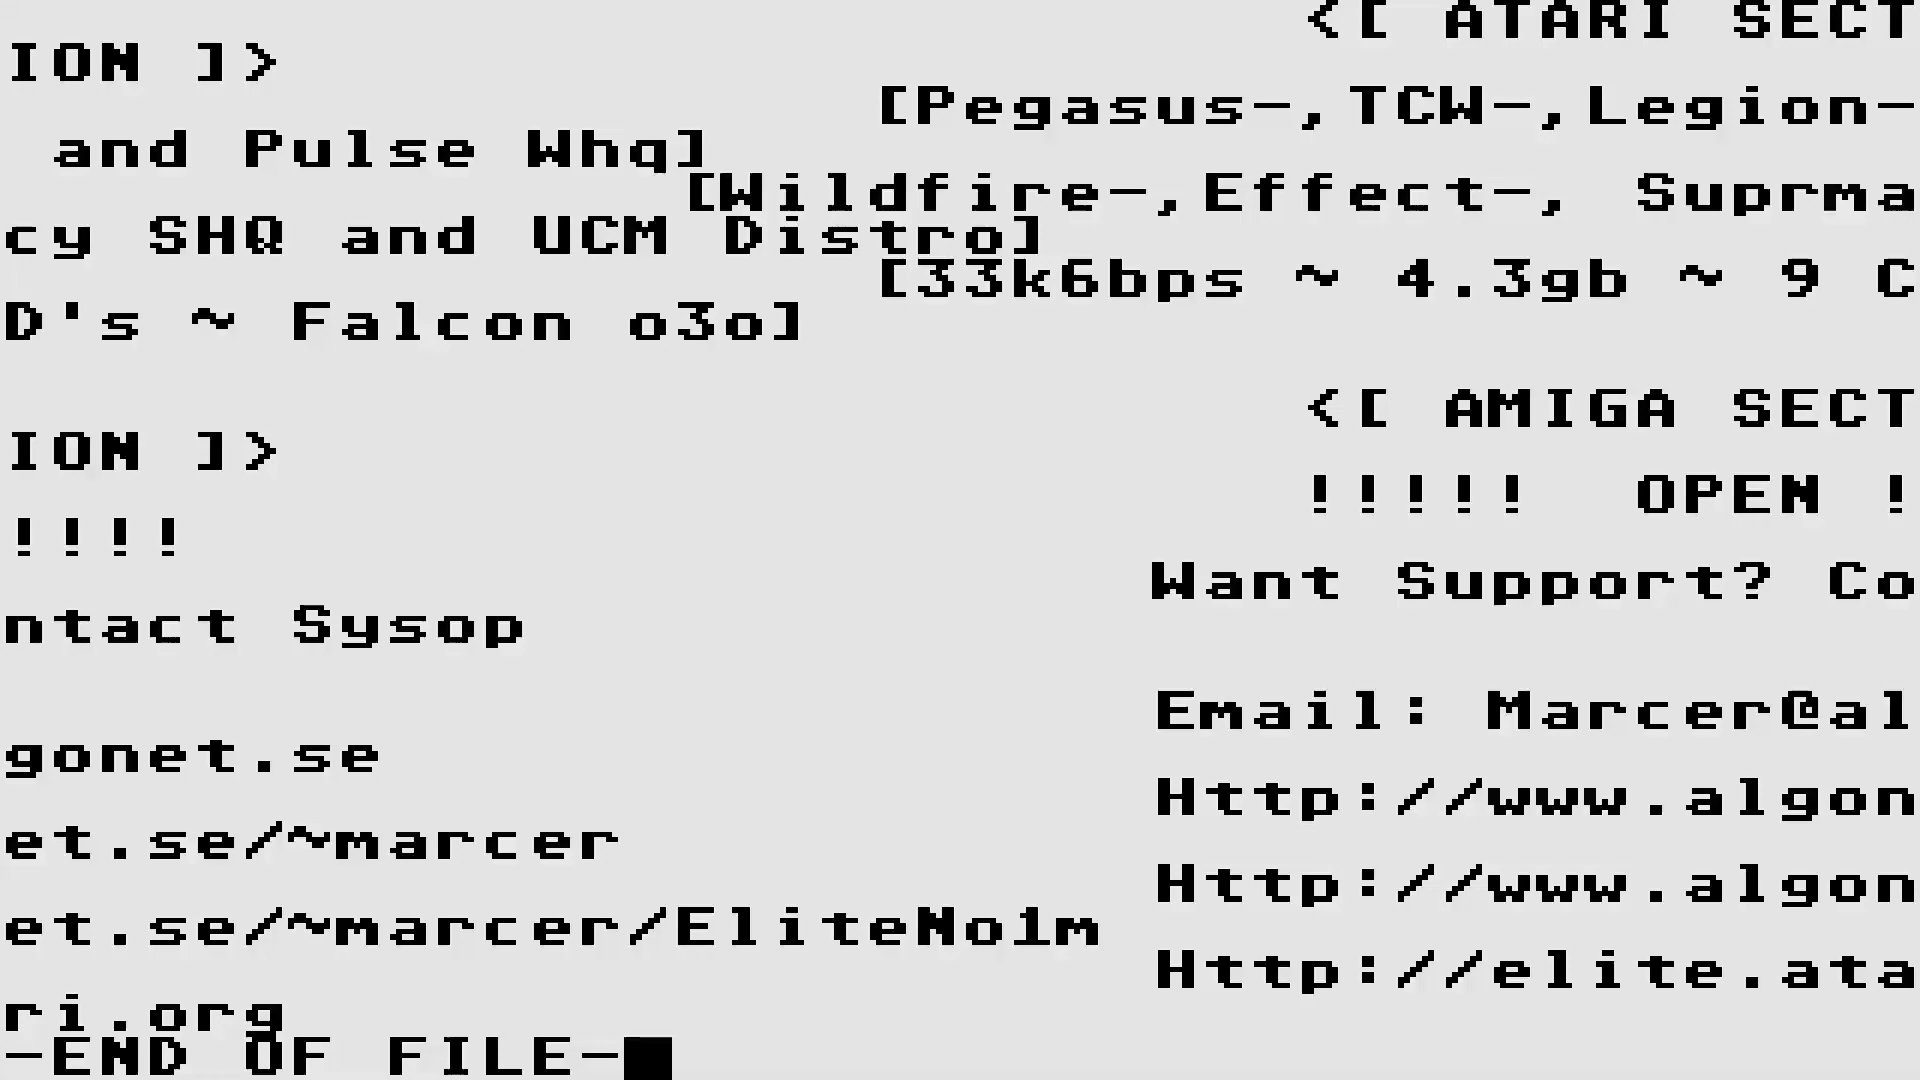 <[ ATARI SECT
ION ]>
[Pegasus-,TCW-,Legion-
and Pulse Whq]
[Wildfire-,Effect-, Suprma
cy SHQ and UCM Distro]
[33k6bps ~ 4.3gb ~ 9 C
D's ~ Falcon o3o]
<[ AMIGA SECT
ION ]>
!!!!!  OPEN !
!!!!
Want Support? Co
ntact Sysop
Email: Marcer@al
gonet.se
Http://www.algon
et.se/~marcer
Http://www.algon
et.se/~marcer/EliteNo1m
Http://elite.ata
ri.org
-END OF FILE-